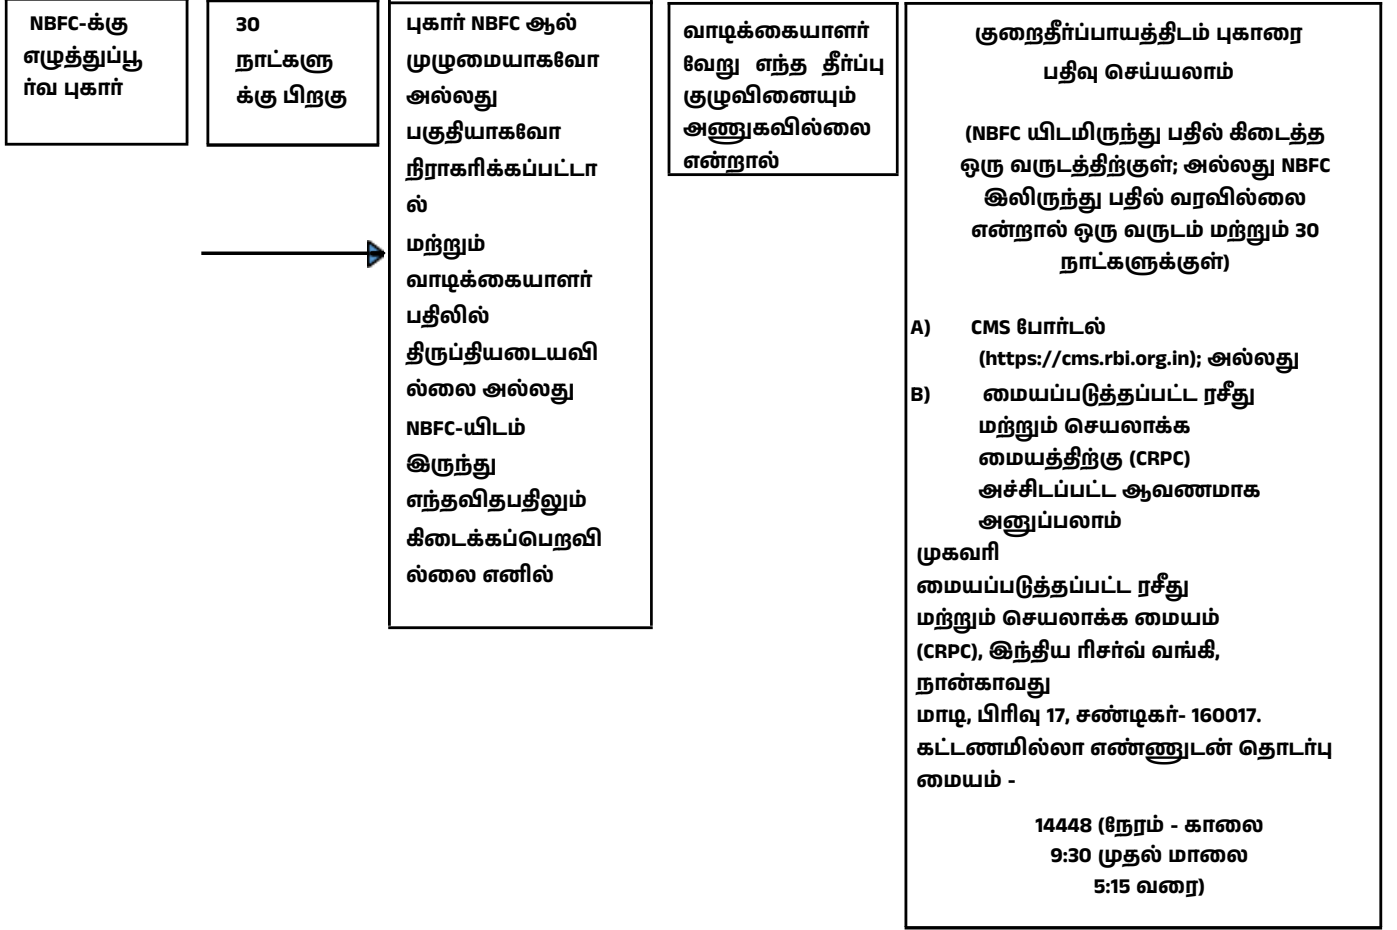 NBFC-க்கு
எழுத்துப்பூ
ர்வ புகார்
30
நாட்களு
க்கு பிறகு
புகார் NBFC ஆல்
முழுமையாகவோ
அல்லது
பகுதியாகவோ
நிராகரிக்கப்பட்டா
ல்
மற்றும்
வாடிக்கையாளர்
பதிலில்
திருப்தியடையவி
ல்லை அல்லது
NBFC-யிடம்
இருந்து
எந்தவிதபதிலும்
கிடைக்கப்பெறவி
ல்லை எனில்
வாடிக்கையாளர்
வேறு எந்த தீர்ப்பு
குழுவினையும்
அணுகவில்லை
என்றால்
குறைதீர்ப்பாயத்திடம் புகாரை
பதிவு செய்யலாம்
(NBFC யிடமிருந்து பதில் கிடைத்த
ஒரு வருடத்திற்குள்; அல்லது NBFC
இலிருந்து பதில் வரவில்லை
என்றால் ஒரு வருடம் மற்றும் 30
நாட்களுக்குள்)
A) CMS போர்டல்
(https://cms.rbi.org.in); அல்லது
B) மையப்படுத்தப்பட்ட ரசீது
மற்றும் செயலாக்க
மையத்திற்கு (CRPC)
அச்சிடப்பட்ட ஆவணமாக
அனுப்பலாம்
முகவரி
மையப்படுத்தப்பட்ட ரசீது
மற்றும் செயலாக்க மையம்
(CRPC), இந்திய ரிசர்வ் வங்கி,
நான்காவது
மாடி, பிரிவு 17, சண்டிகர்- 160017.
கட்டணமில்லா எண்ணுடன் தொடர்பு
மையம் -
14448 (நேரம் - காலை
9:30 முதல் மாலை
5:15 வரை)